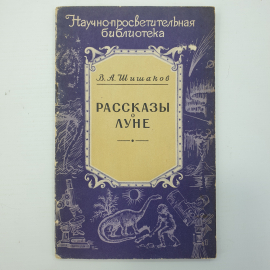 Научно-просветительная
библиотека
В. А. Шишаков
РАССКАЗЫ
О
ЛУНЕ